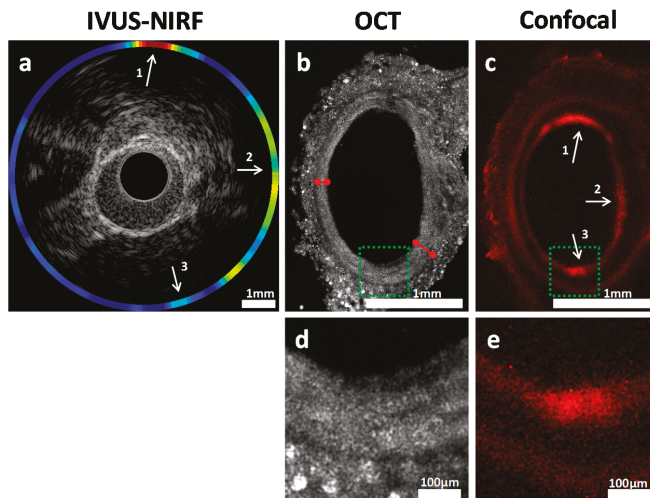 IVUS-NIRF OCT Confocal
a b c
1 1
2 2
3 3
1mm 1mm 1mm
d e
100µm 100µm